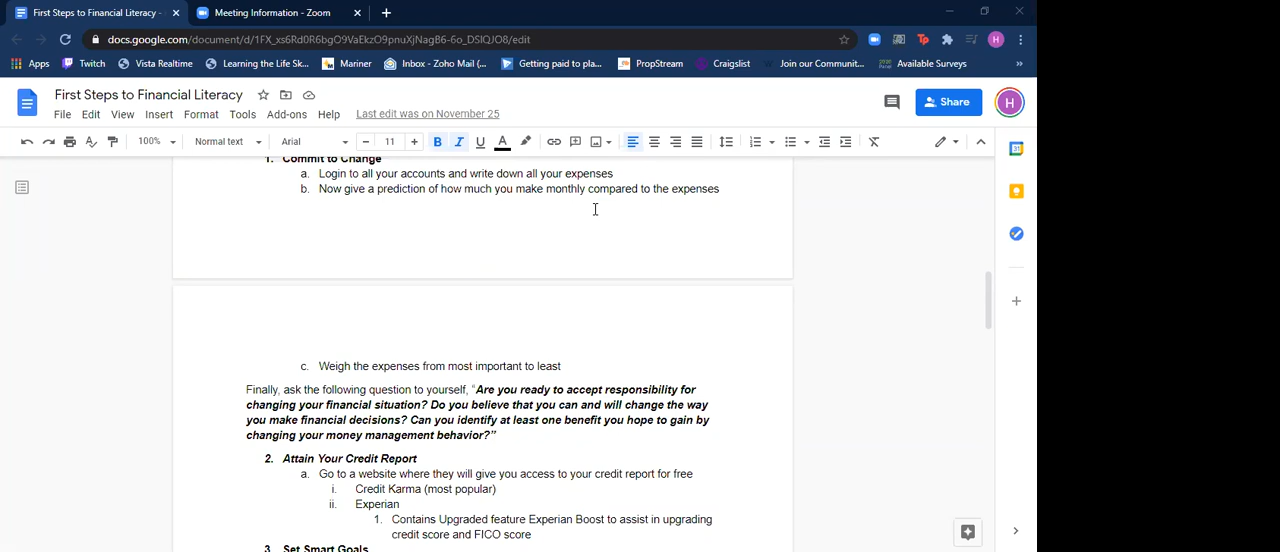 First Steps to Financial Literacy -
Meeting Information - Zoom
docs.google.com/document/d/1FX_xs6Rd0R6bgO9VaEkzO9pnuXjNagB6-6o_DSIQJO8/edit
Apps Twitch Vista Realtime Learning the Life Sk... Mariner Inbox - Zoho Mail (... Getting paid to pla... PropStream Craigslist Join our Communit... Available Surveys »
First Steps to Financial Literacy
Share
H
File Edit View Insert Format Tools Add-ons Help Last edit was on November 25
100% Normal text Arial 11 B I U A
1. Commit to Change
a. Login to all your accounts and write down all your expenses
b. Now give a prediction of how much you make monthly compared to the expenses
c. Weigh the expenses from most important to least
Finally, ask the following question to yourself, “Are you ready to accept responsibility for
changing your financial situation? Do you believe that you can and will change the way
you make financial decisions? Can you identify at least one benefit you hope to gain by
changing your money management behavior?”
2. Attain Your Credit Report
a. Go to a website where they will give you access to your credit report for free
i. Credit Karma (most popular)
ii. Experian
1. Contains Upgraded feature Experian Boost to assist in upgrading
credit score and FICO score
3. Set Smart Goals